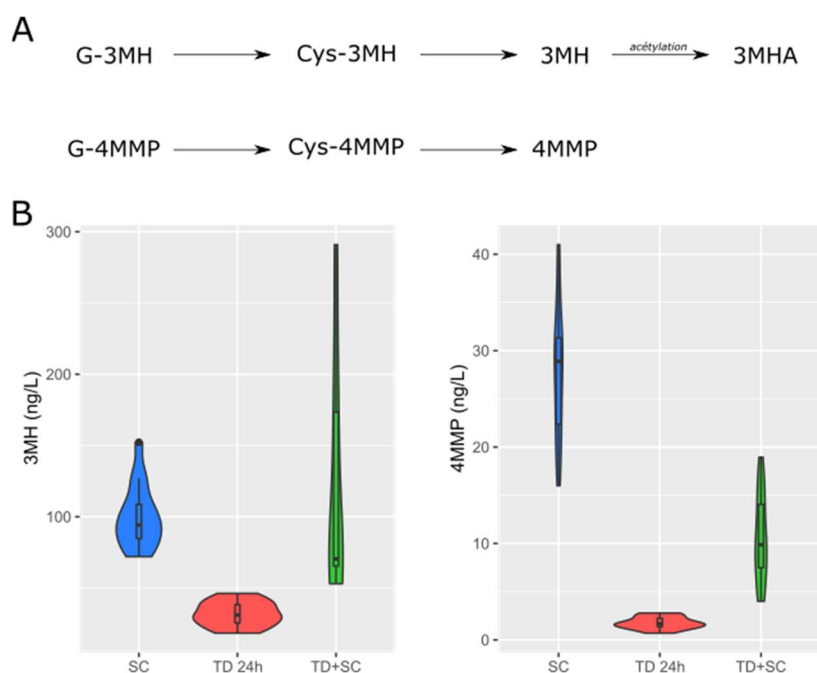 A
G-3MH Cys-3MH 3MH acétylation 3MHA
G-4MMP Cys-4MMP 4MMP
B
3MH (ng/L)
300
200
100
SC TD 24h TD+SC
4MMP (ng/L)
40
30
20
10
0
SC TD 24h TD+SC